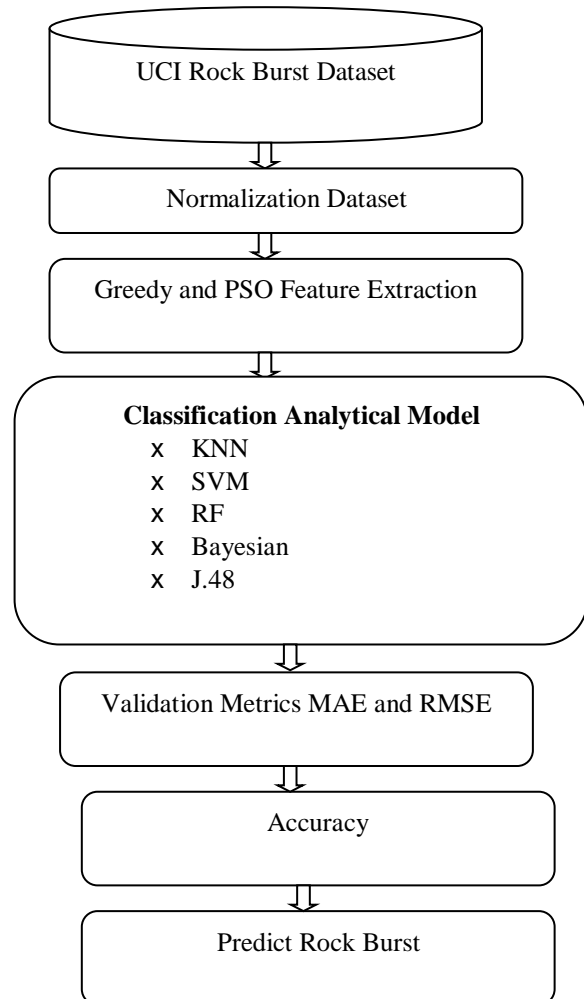 UCI Rock Burst Dataset
Normalization Dataset
Greedy and PSO Feature Extraction
Classification Analytical Model
x KNN
x SVM
x RF
x Bayesian
x J.48
Validation Metrics MAE and RMSE
Accuracy
Predict Rock Burst